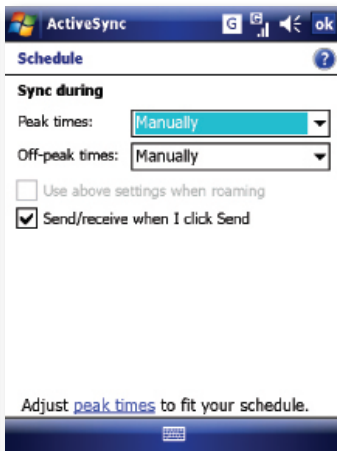 ActiveSync G G ok
Schedule ?
Sync during
Peak times: Manually
Off-peak times: Manually
Use above settings when roaming
Send/receive when I click Send
Adjust peak times to fit your schedule.